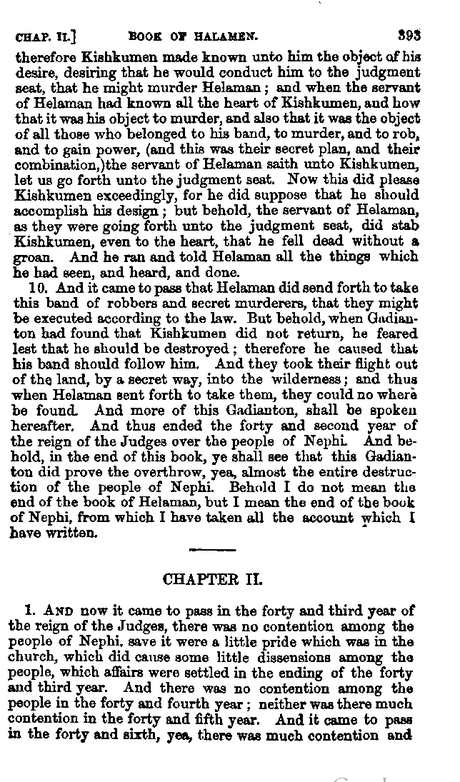 CHAP. II.] BOOK OF HALAMEN. 393
therefore Kishkumen made known unto him the object of his
desire, desiring that he would conduct him to the judgment
seat, that he might murder Helaman; and when the servant
of Helaman had known all the heart of Kishkumen, and how
that it was his object to murder, and also that it was the object
of all those who belonged to his band, to murder, and to rob,
and to gain power, (and this was their secret plan, and their
combination,)the servant of Helaman saith unto Kishkumen,
let us go forth unto the judgment seat. Now this did please
Kishkumen exceedingly, for he did suppose that he should
accomplish his design; but behold, the servant of Helaman,
as they were going forth unto the judgment seat, did stab
Kishkumen, even to the heart, that he fell dead without a
groan. And he ran and told Helaman all the things which
he had seen, and heard, and done.
10. And it came to pass that Helaman did send forth to take
this band of robbers and secret murderers, that they might
be executed according to the law. But behold, when Gadian-
ton had found that Kishkumen did not return, he feared
lest that he should be destroyed; therefore he caused that
his band should follow him. And they took their flight out
of the land, by a secret way, into the wilderness; and thus
when Helaman sent forth to take them, they could no where
be found. And more of this Gadianton, shall be spoken
hereafter. And thus ended the forty and second year of
the reign of the Judges over the people of Nephi. And be-
hold, in the end of this book, ye shall see that this Gadian-
ton did prove the overthrow, yea, almost the entire destruc-
tion of the people of Nephi. Behold I do not mean the
end of the book of Helaman, but I mean the end of the book
of Nephi, from which I have taken all the account which I
have written.
CHAPTER II.
1. AND now it came to pass in the forty and third year of
the reign of the Judges, there was no contention among the
people of Nephi, save it were a little pride which was in the
church, which did cause some little dissensions among the
people, which affairs were settled in the ending of the forty
and third year. And there was no contention among the
people in the forty and fourth year; neither was there much
contention in the forty and fifth year. And it came to pass
in the forty and sixth, yea, there was much contention and